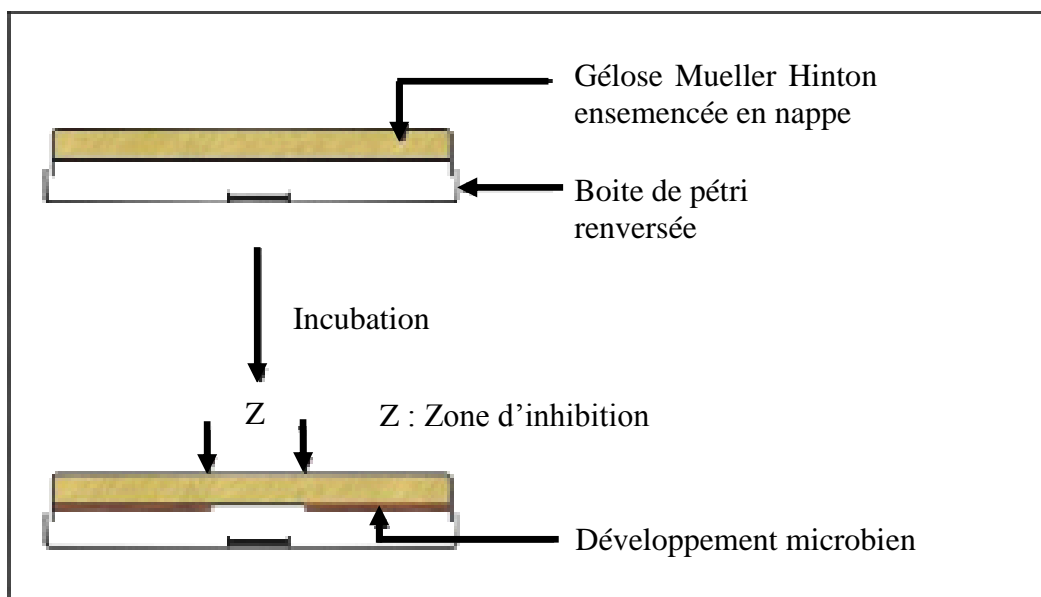 Gélose Mueller Hinton
ensemencée en nappe
Boite de pétri
renversée
Incubation
Z
Z : Zone d’inhibition
Développement microbien